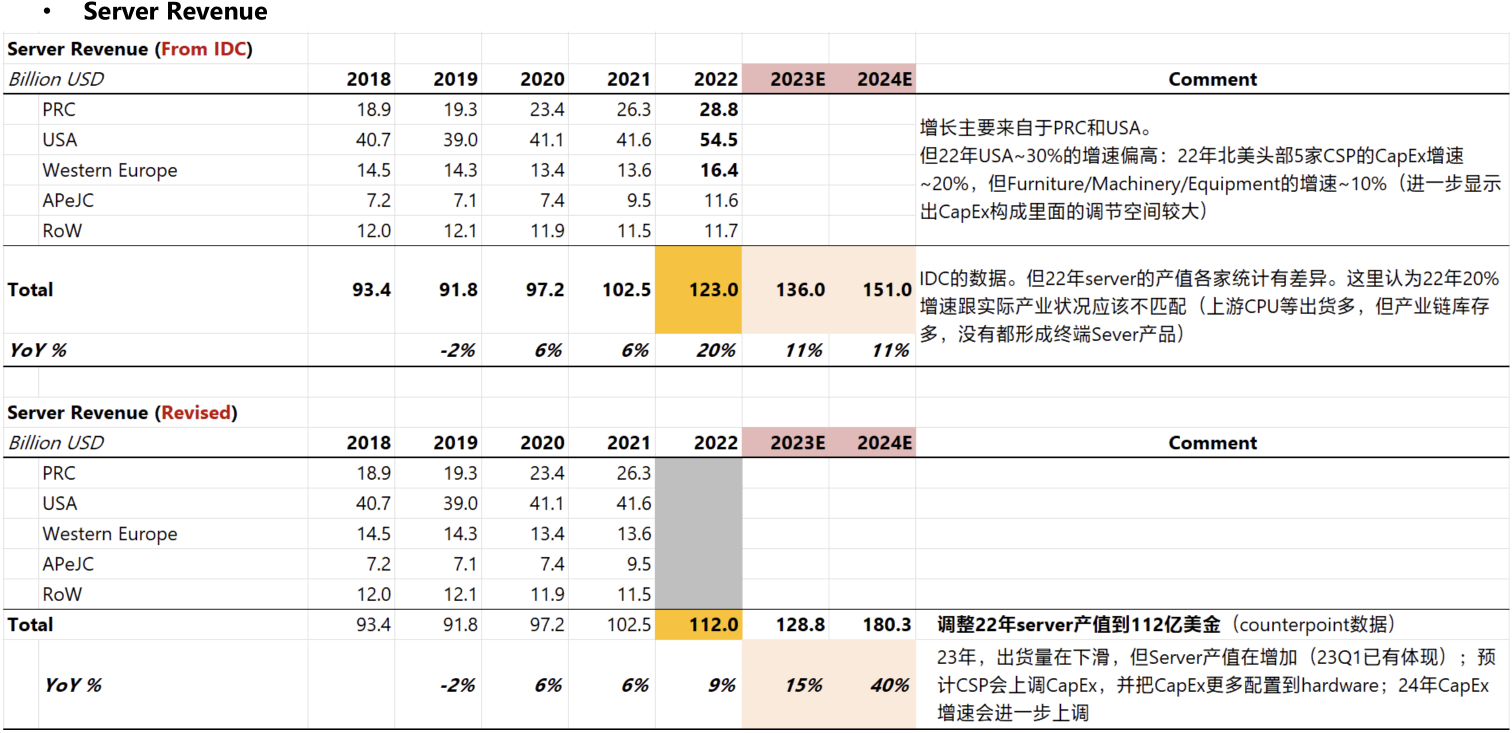 • Server Revenue
Server Revenue (From IDC)
Billion USD 2018 2019 2020 2021 2022 2023E 2024E Comment
PRC 18.9 19.3 23.4 26.3 28.8
USA 40.7 39.0 41.1 41.6 54.5
Western Europe 14.5 14.3 13.4 13.6 16.4
APeJC 7.2 7.1 7.4 9.5 11.6
RoW 12.0 12.1 11.9 11.5 11.7
增长主要来自于PRC和USA。
但22年USA~30%的增速偏高：22年北美头部5家CSP的CapEx增速
~20%，但Furniture/Machinery/Equipment的增速~10%（进一步显示
出CapEx构成里面的调节空间较大）
Total 93.4 91.8 97.2 102.5 123.0 136.0 151.0
YoY % -2% 6% 6% 20% 11% 11%
IDC的数据。但22年server的产值各家统计有差异。这里认为22年20%
增速跟实际产业状况应该不匹配（上游CPU等出货多，但产业链库存
多，没有都形成终端Sever产品）
Server Revenue (Revised)
Billion USD 2018 2019 2020 2021 2022 2023E 2024E Comment
PRC 18.9 19.3 23.4 26.3
USA 40.7 39.0 41.1 41.6
Western Europe 14.5 14.3 13.4 13.6
APeJC 7.2 7.1 7.4 9.5
RoW 12.0 12.1 11.9 11.5
Total 93.4 91.8 97.2 102.5 112.0 128.8 180.3 调整22年server产值到112亿美金（counterpoint数据）
YoY % -2% 6% 6% 9% 15% 40%
23年，出货量在下滑，但Server产值在增加（23Q1已有体现）；预
计CSP会上调CapEx，并把CapEx更多配置到hardware；24年CapEx
增速会进一步上调